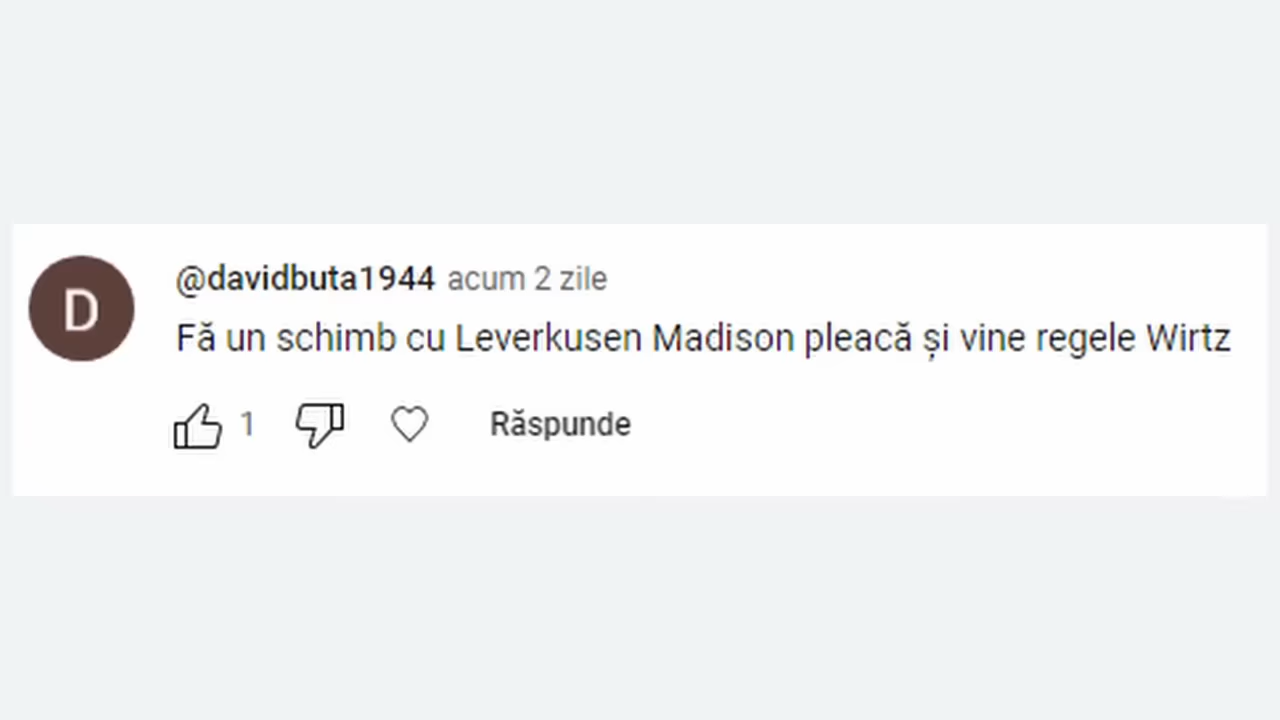 D
@davidbuta1944 acum 2 zile
Fă un schimb cu Leverkusen Madison pleacă și vine regele Wirtz
1
Răspunde